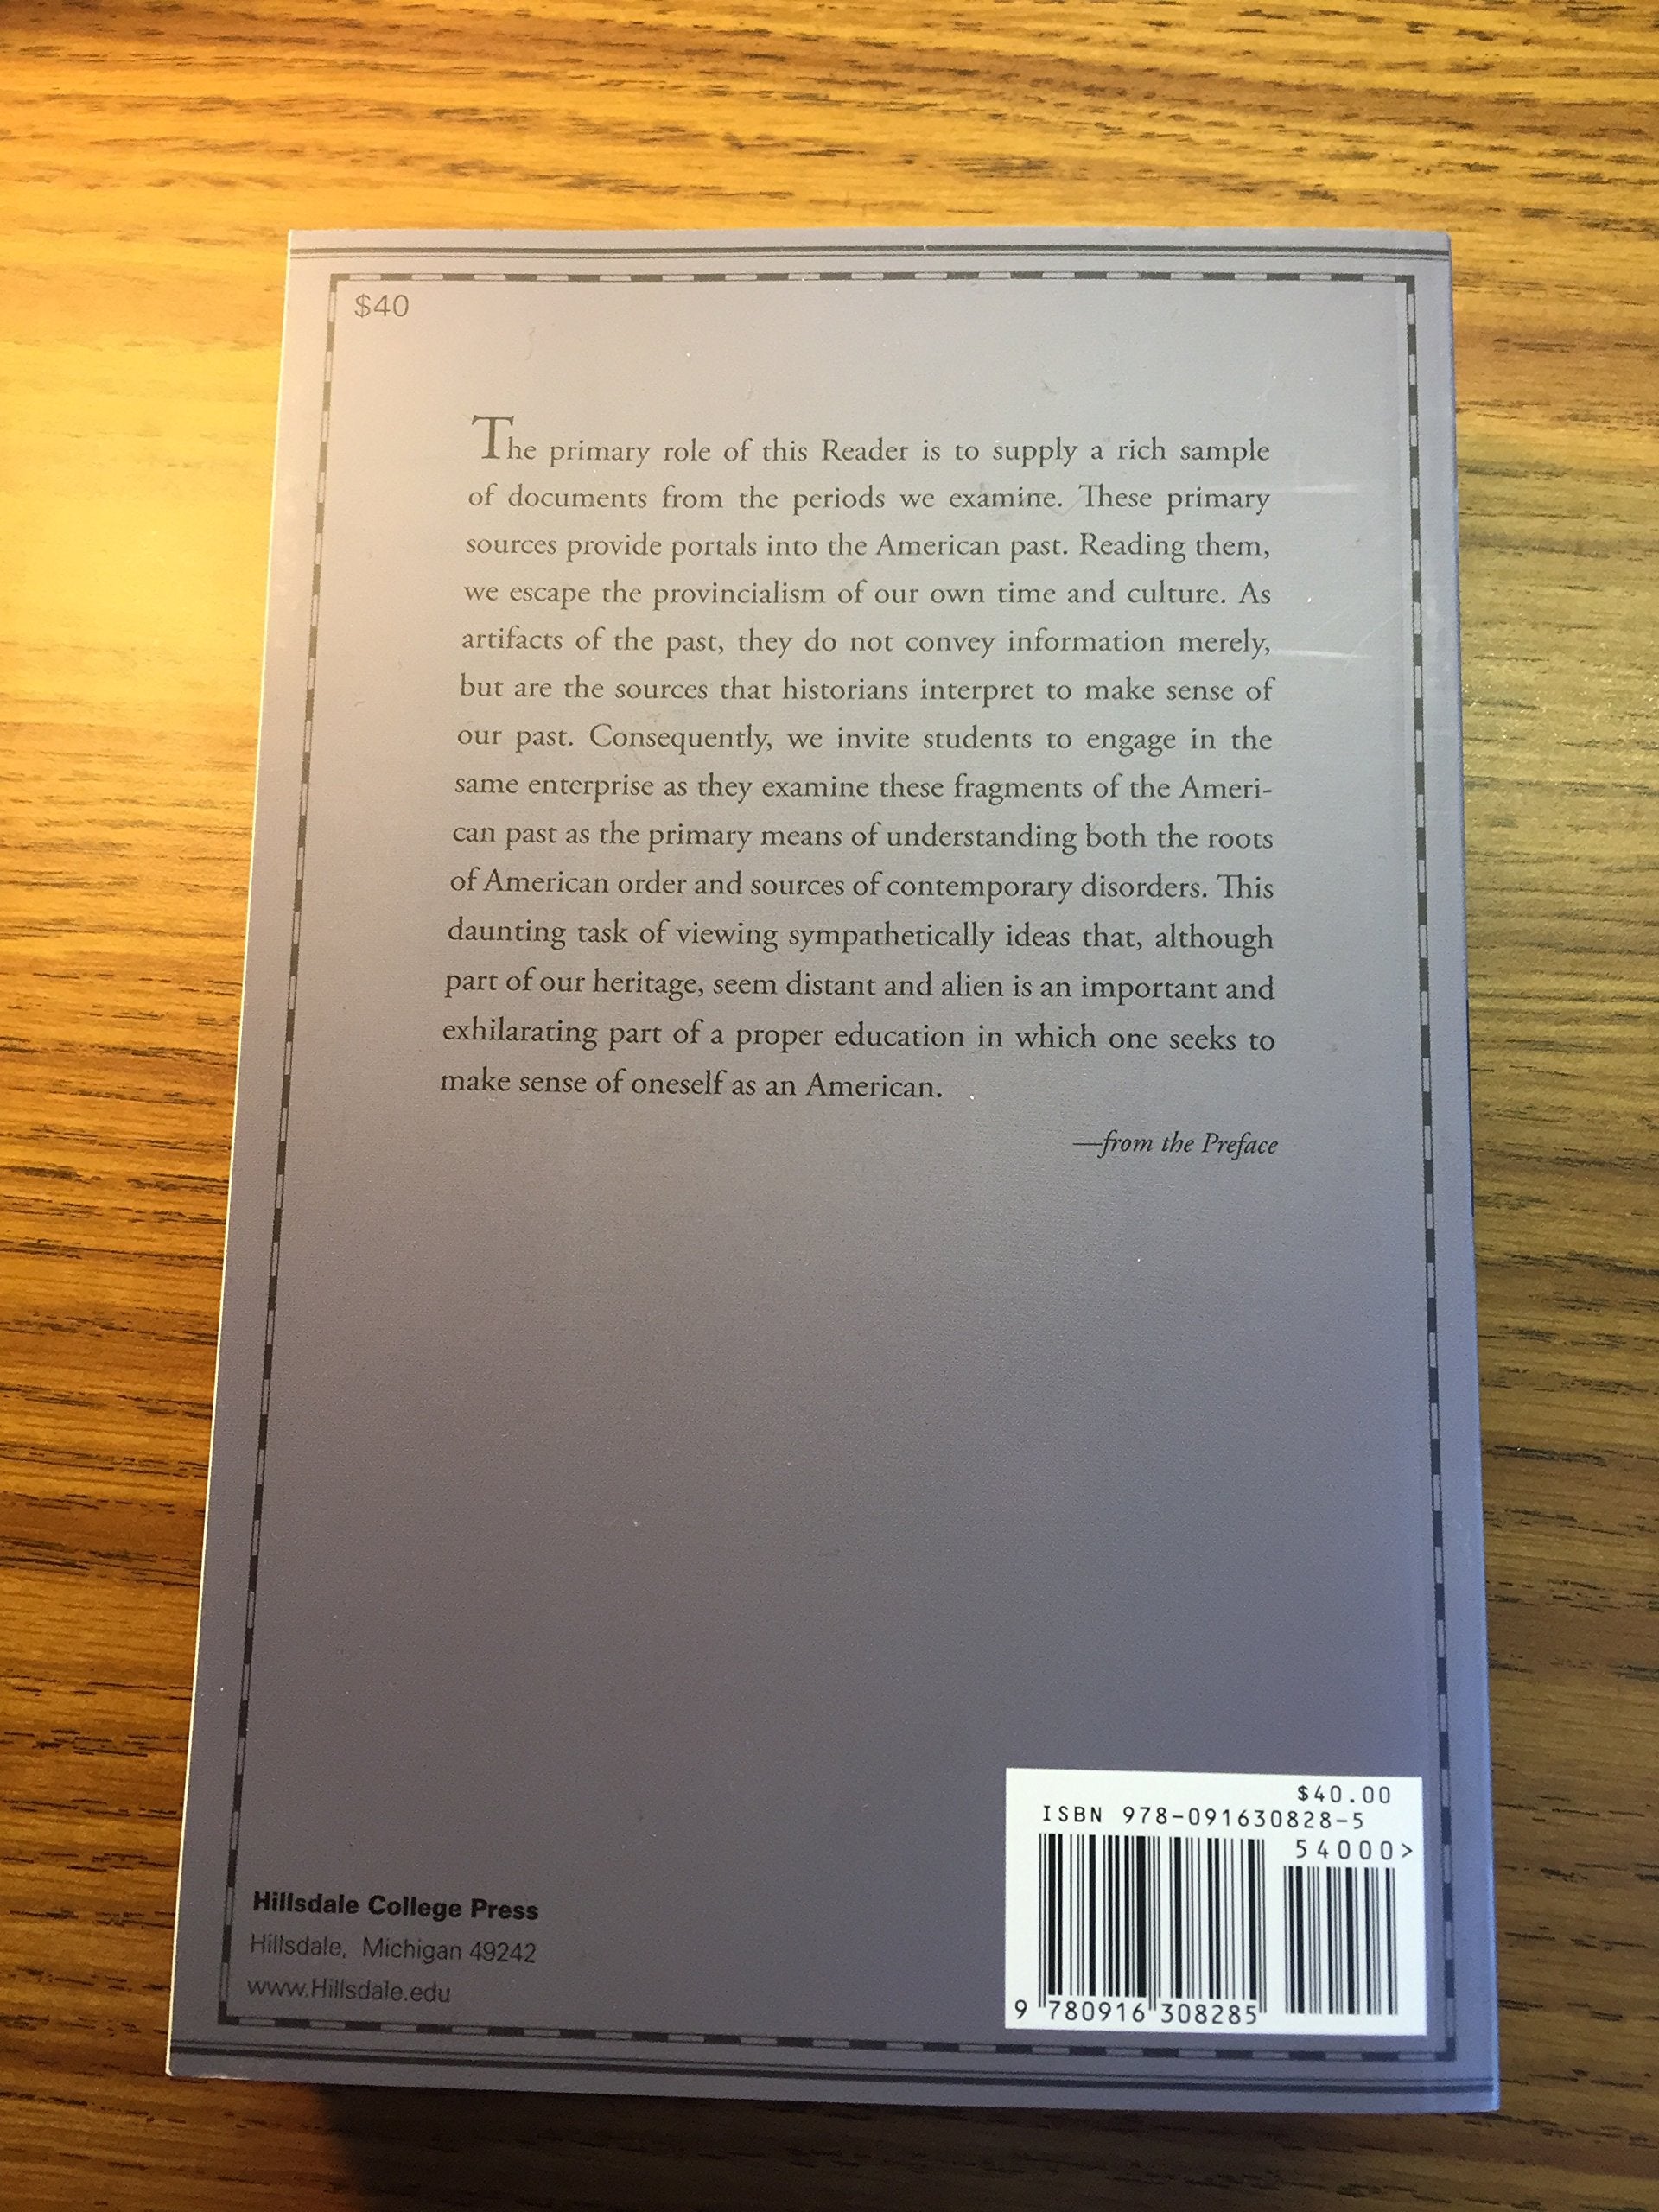 $40
The primary role of this Reader is to supply a rich sample
of documents from the periods we examine. These primary
sources provide portals into the American past. Reading them,
we escape the provincialism of our own time and culture. As
artifacts of the past, they do not convey information merely,
but are the sources that historians interpret to make sense of
our past. Consequently, we invite students to engage in the
same enterprise as they examine these fragments of the Ameri-
can past as the primary means of understanding both the roots
of American order and sources of contemporary disorders. This
daunting task of viewing sympathetically ideas that, although
part of our heritage, seem distant and alien is an important and
exhilarating part of a proper education in which one seeks to
make sense of oneself as an American.
—from the Preface
Hillsdale College Press
Hillsdale, Michigan 49242
www.Hillsdale.edu
$40.00
ISBN 978-091630828-5
54000>
9 780916 308285